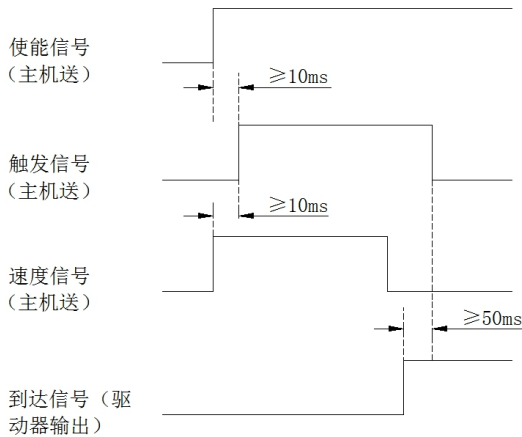 使能信号
（主机送）
≥10ms
触发信号
（主机送）
≥10ms
速度信号
（主机送）
≥50ms
到达信号（驱
动器输出）